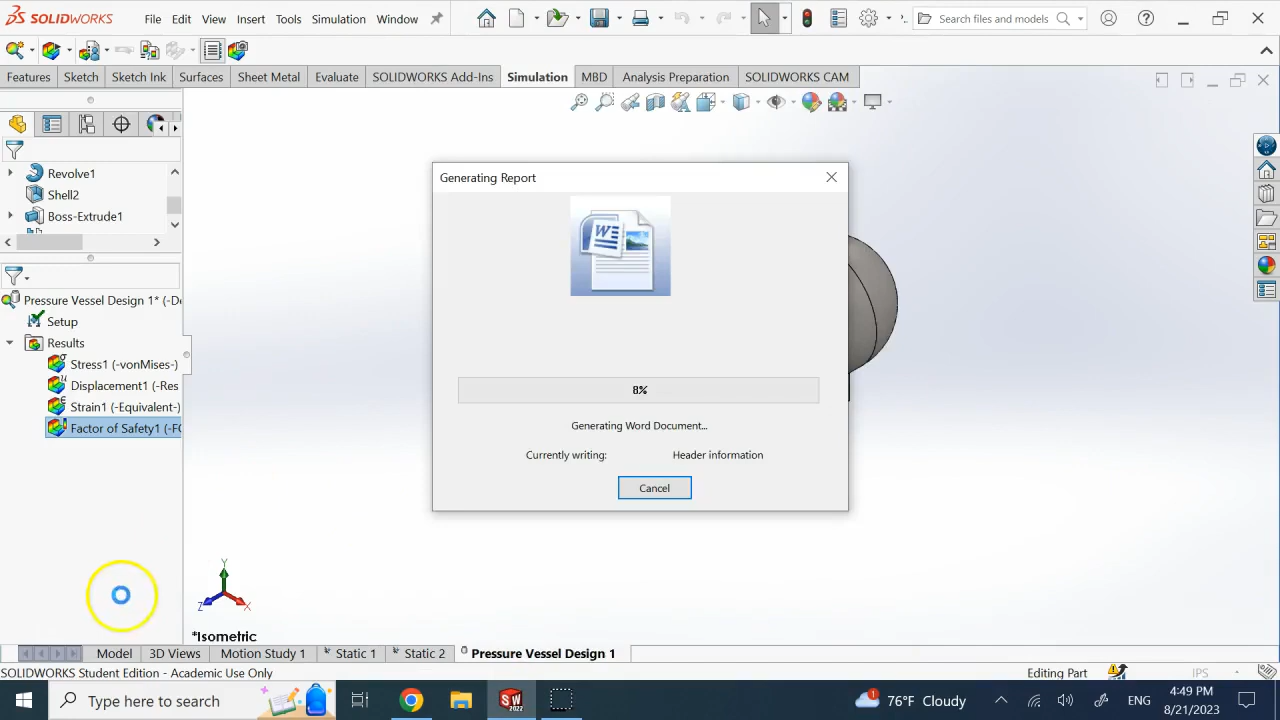 SOLIDWORKS File Edit View Insert Tools Simulation Window Search files and models
Features Sketch Sketch Ink Surfaces Sheet Metal Evaluate SOLIDWORKS Add-Ins Simulation MBD Analysis Preparation SOLIDWORKS CAM
Revolve1
Shell2
Boss-Extrude1
Pressure Vessel Design 1* (-De
Setup
Results
Stress1 (-vonMises-)
Displacement1 (-Res
Strain1 (-Equivalent-)
Factor of Safety1 (-FO
Generating Report
W
8%
Generating Word Document...
Currently writing: Header information
Cancel
Y
Z X
*Isometric
Model 3D Views Motion Study 1 Static 1 Static 2 Pressure Vessel Design 1
SOLIDWORKS Student Edition - Academic Use Only Editing Part IPS
Type here to search SW 2022 1 76°F Cloudy ENG 4:49 PM
8/21/2023